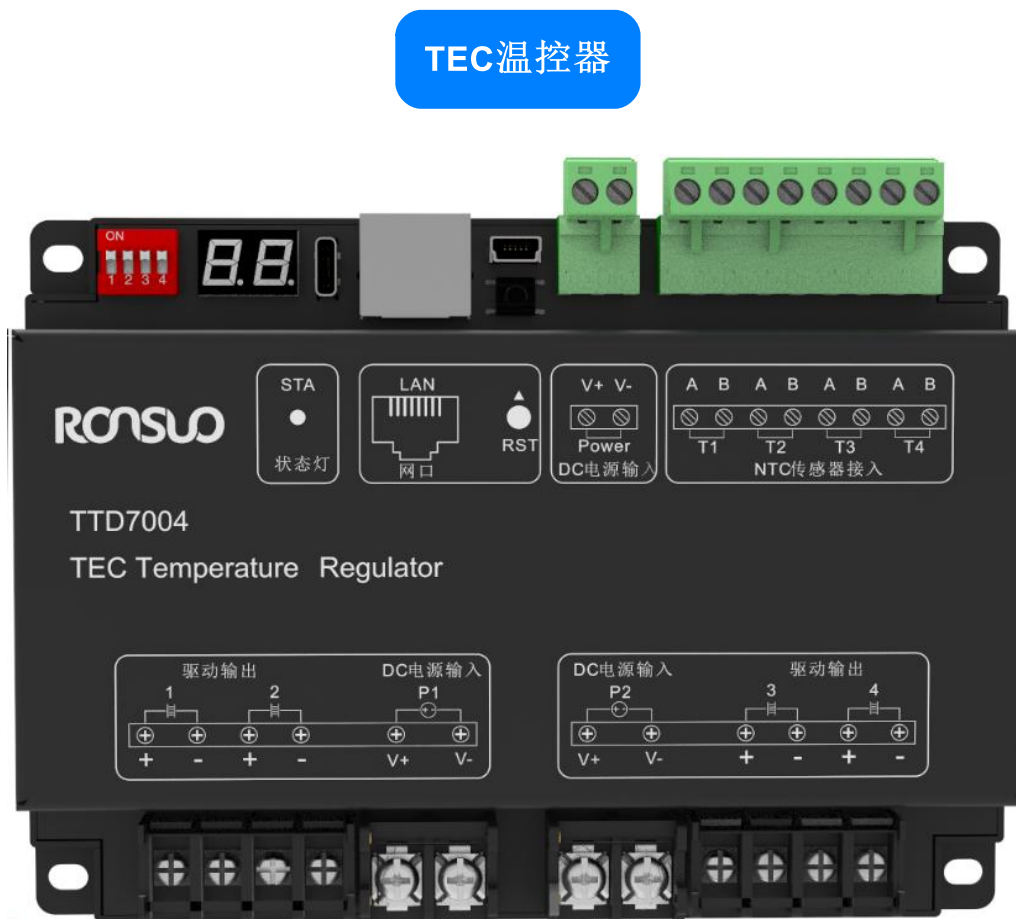 TEC温控器
ON
1 2 3 4
8.8.
RONSUO
STA
状态灯
LAN
网口
RST
V+ V-
Power
DC电源输入
A B A B A B A B
T1 T2 T3 T4
NTC传感器接入
TTD7004
TEC Temperature Regulator
驱动输出 DC电源输入
1 2 P1
+ - + - V+ V-
DC电源输入 驱动输出
P2 3 4
V+ V- + - + -